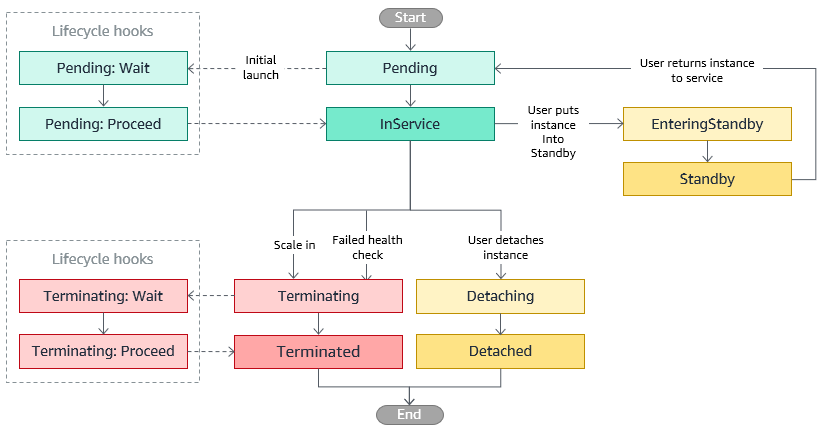 Start
Lifecycle hooks
Pending: Wait
Initial
launch
Pending
User returns instance
to service
Pending: Proceed
InService
User puts
instance
Into
Standby
EnteringStandby
Standby
Scale in
Failed health
check
User detaches
instance
Lifecycle hooks
Terminating: Wait
Terminating
Detaching
Terminating: Proceed
Terminated
Detached
End